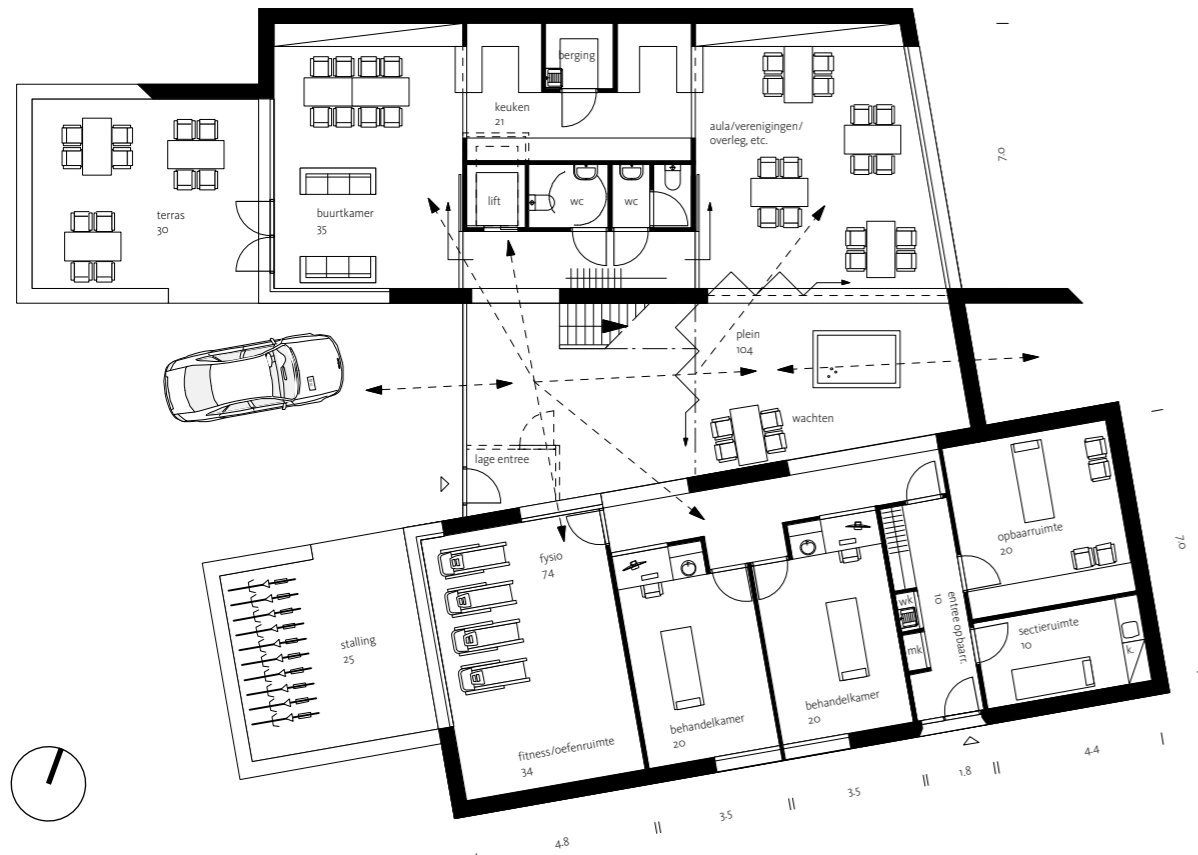 berging
keuken
21
aula/verenigingen/
overleg, etc.
7.0
lift
wc
wc
terras
30
buurtkamer
35
plein
104
wachten
lage entree
fysio
74
opbaarruimte
20
7.0
stalling
25
wk
mk
entree opbaarr.
10
sectieruimte
10
k.
behandelkamer
20
behandelkamer
20
fitness/oefenruimte
34
4.8
3.5
3.5
1.8
4.4